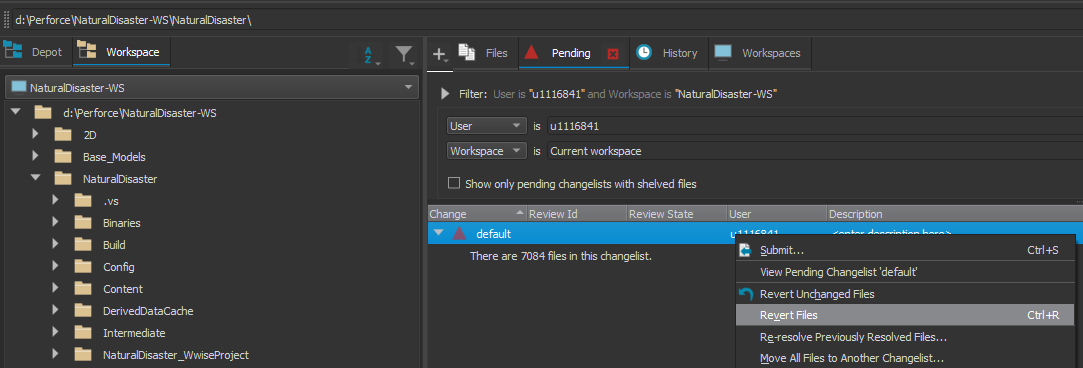 d:\Perforce\NaturalDisaster-WS\NaturalDisaster\
Depot Workspace
Files Pending History Workspaces
NaturalDisaster-WS
Filter: User is "u1116841" and Workspace is "NaturalDisaster-WS"
d:\Perforce\NaturalDisaster-WS
2D
Base_Models
NaturalDisaster
.vs
Binaries
Build
Config
Content
DerivedDataCache
Intermediate
NaturalDisaster_WwiseProject
User is u1116841
Workspace is Current workspace
Show only pending changelists with shelved files
Change Review Id Review State User Description
default u1116841 <enter description here>
There are 7084 files in this changelist.
Submit... Ctrl+S
View Pending Changelist 'default'
Revert Unchanged Files
Revert Files Ctrl+R
Re-resolve Previously Resolved Files...
Move All Files to Another Changelist...